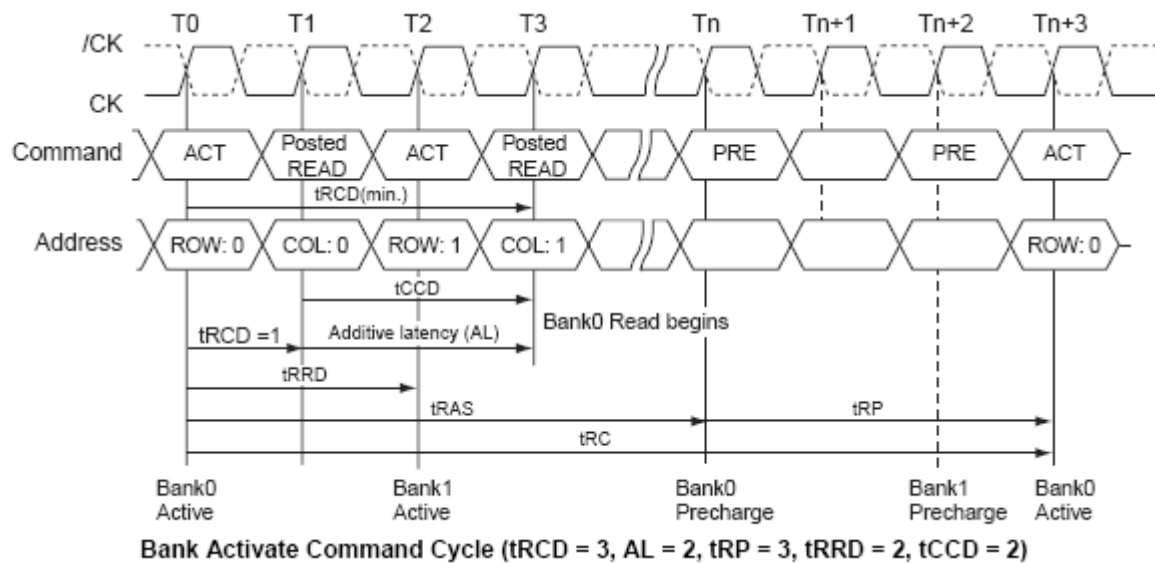 T0 T1 T2 T3 Tn Tn+1 Tn+2 Tn+3
/CK
CK
Command ACT Posted READ ACT Posted READ PRE PRE ACT
tRCD(min.)
Address ROW: 0 COL: 0 ROW: 1 COL: 1 ROW: 0
tCCD
Bank0 Read begins
tRCD =1 Additive latency (AL)
tRRD
tRAS tRP
tRC
Bank0 Active Bank1 Active Bank0 Precharge Bank1 Precharge Bank0 Active
Bank Activate Command Cycle (tRCD = 3, AL = 2, tRP = 3, tRRD = 2, tCCD = 2)